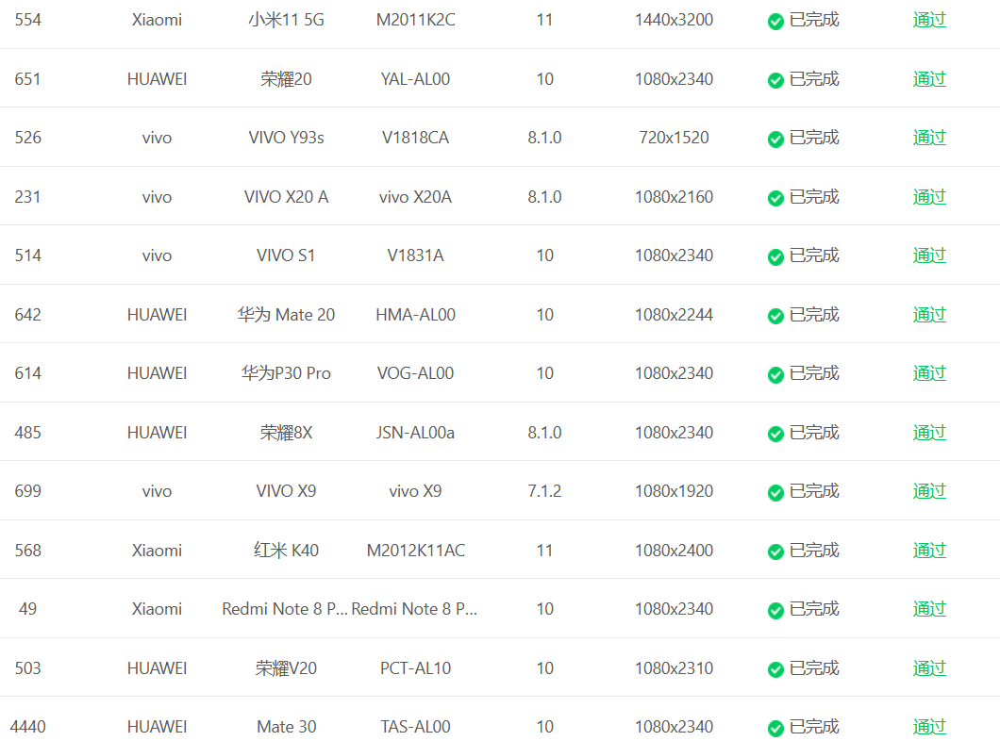 554 Xiaomi 小米11 5G M2011K2C 11 1440x3200 已完成 通过
651 HUAWEI 荣耀20 YAL-AL00 10 1080x2340 已完成 通过
526 vivo VIVO Y93s V1818CA 8.1.0 720x1520 已完成 通过
231 vivo VIVO X20 A vivo X20A 8.1.0 1080x2160 已完成 通过
514 vivo VIVO S1 V1831A 10 1080x2340 已完成 通过
642 HUAWEI 华为 Mate 20 HMA-AL00 10 1080x2244 已完成 通过
614 HUAWEI 华为P30 Pro VOG-AL00 10 1080x2340 已完成 通过
485 HUAWEI 荣耀8X JSN-AL00a 8.1.0 1080x2340 已完成 通过
699 vivo VIVO X9 vivo X9 7.1.2 1080x1920 已完成 通过
568 Xiaomi 红米 K40 M2012K11AC 11 1080x2400 已完成 通过
49 Xiaomi Redmi Note 8 P... Redmi Note 8 P... 10 1080x2340 已完成 通过
503 HUAWEI 荣耀V20 PCT-AL10 10 1080x2310 已完成 通过
4440 HUAWEI Mate 30 TAS-AL00 10 1080x2340 已完成 通过